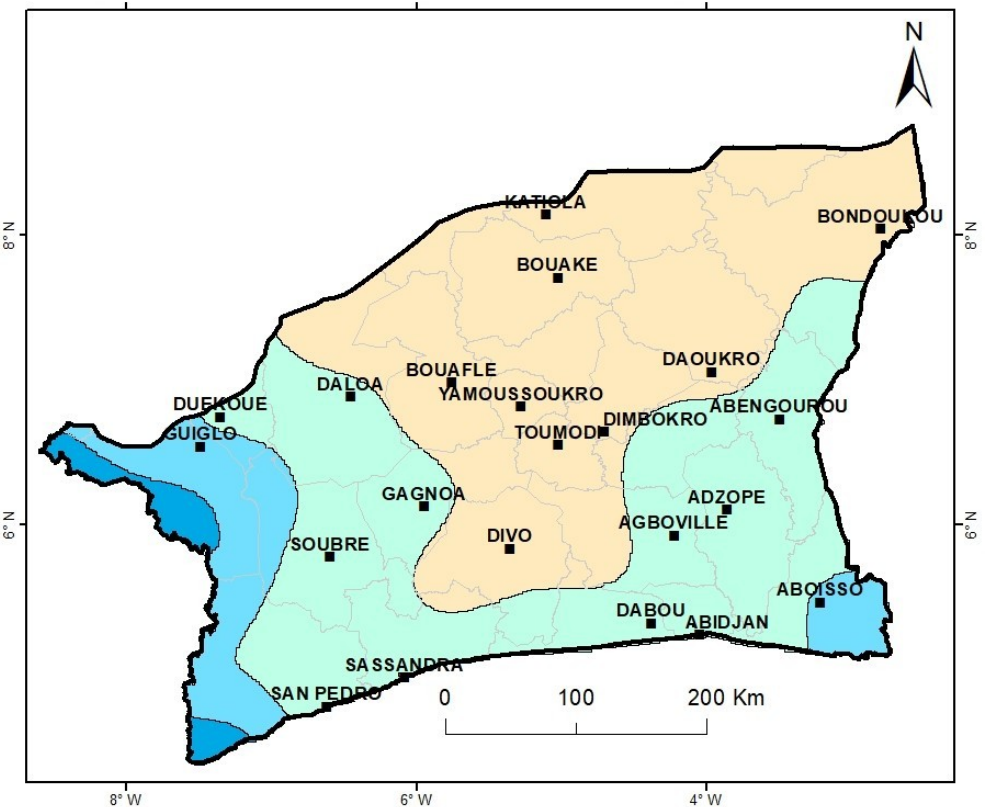 N
KATIOLA
BONDOUKOU
8° N
8° N
BOUAKE
DAOUKRO
BOUAFLE
DALOA
YAMOUSSOUKRO
DUEKOUE
ABENGOUROU
DIMBOKRO
TOUMODI
GUIGLO
GAGNOA
ADZOPE
AGBOVILLE
6° N
6° N
DIVO
SOUBRE
ABOISSO
DABOU
ABIDJAN
SASSANDRA
SAN PEDRO
0 100 200 Km
8° W 6° W 4° W